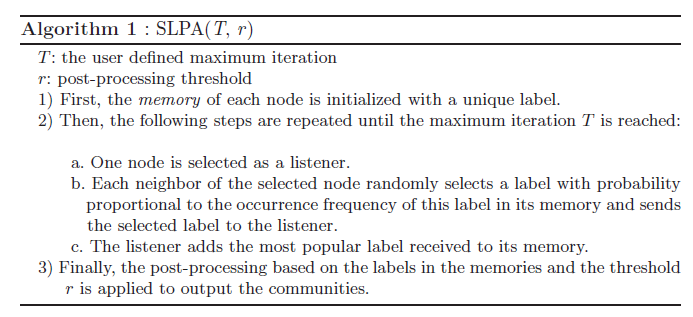 Algorithm 1 : SLPA(T, r)
T: the user defined maximum iteration
r: post-processing threshold
1) First, the memory of each node is initialized with a unique label.
2) Then, the following steps are repeated until the maximum iteration T is reached:
a. One node is selected as a listener.
b. Each neighbor of the selected node randomly selects a label with probability
proportional to the occurrence frequency of this label in its memory and sends
the selected label to the listener.
c. The listener adds the most popular label received to its memory.
3) Finally, the post-processing based on the labels in the memories and the threshold
r is applied to output the communities.